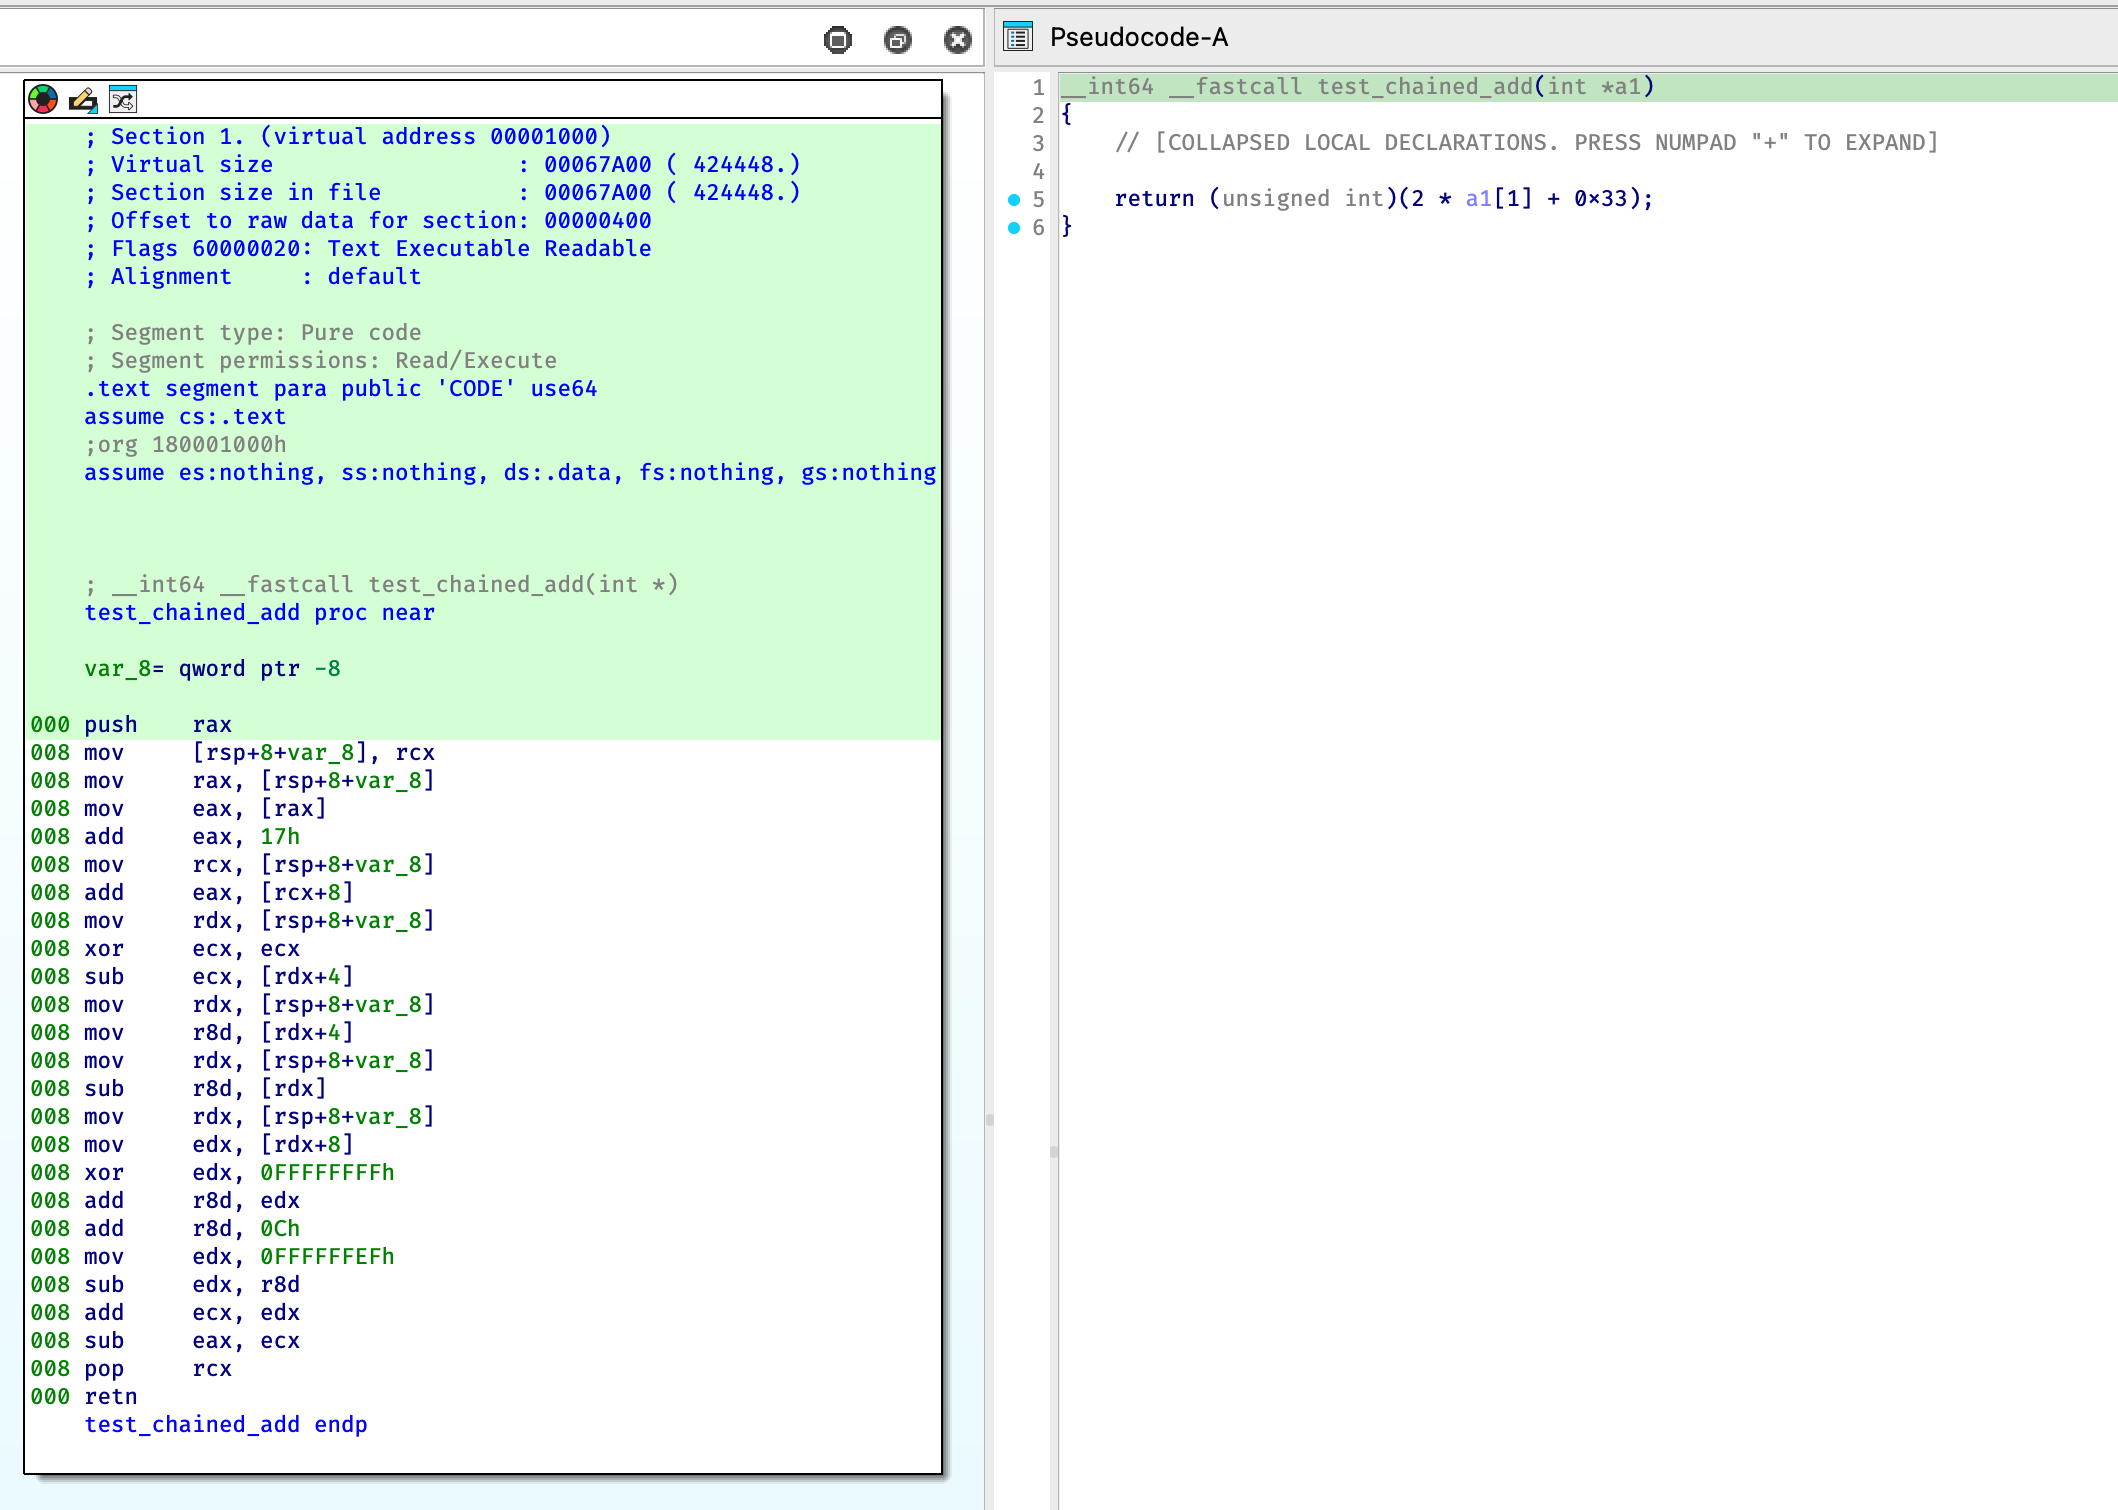 ; Section 1. (virtual address 00001000)
; Virtual size                  : 00067A00 ( 424448.)
; Section size in file          : 00067A00 ( 424448.)
; Offset to raw data for section: 00000400
; Flags 60000020: Text Executable Readable
; Alignment     : default
; Segment type: Pure code
; Segment permissions: Read/Execute
.text segment para public 'CODE' use64
assume cs:.text
;org 180001000h
assume es:nothing, ss:nothing, ds:.data, fs:nothing, gs:nothing
; __int64 __fastcall test_chained_add(int *)
test_chained_add proc near
var_8= qword ptr -8
000 push    rax
008 mov     [rsp+8+var_8], rcx
008 mov     rax, [rsp+8+var_8]
008 mov     eax, [rax]
008 add     eax, 17h
008 mov     rcx, [rsp+8+var_8]
008 add     eax, [rcx+8]
008 mov     rdx, [rsp+8+var_8]
008 xor     ecx, ecx
008 sub     ecx, [rdx+4]
008 mov     rdx, [rsp+8+var_8]
008 mov     r8d, [rdx+4]
008 mov     rdx, [rsp+8+var_8]
008 sub     r8d, [rdx]
008 mov     rdx, [rsp+8+var_8]
008 mov     edx, [rdx+8]
008 xor     edx, 0FFFFFFFFh
008 add     r8d, edx
008 add     r8d, 0Ch
008 mov     edx, 0FFFFFFEFh
008 sub     edx, r8d
008 add     ecx, edx
008 sub     eax, ecx
008 pop     rcx
000 retn
test_chained_add endp
Pseudocode-A
1 __int64 __fastcall test_chained_add(int *a1)
2 {
3     // [COLLAPSED LOCAL DECLARATIONS. PRESS NUMPAD "+" TO EXPAND]
4
5     return (unsigned int)(2 * a1[1] + 0×33);
6 }